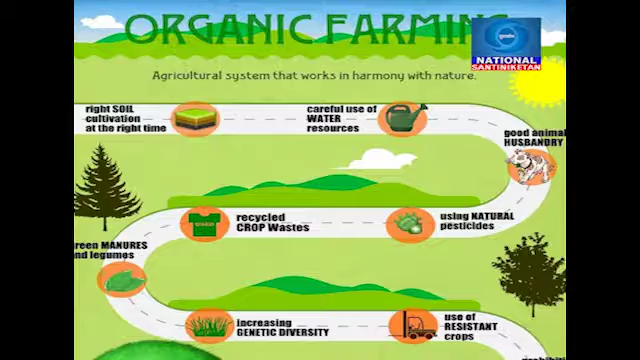 ORGANIC FARMING
NATIONAL
SANTINIKETAN
Agricultural system that works in harmony with nature.
right SOIL
cultivation
at the right time
careful use of
WATER
resources
good animal
HUSBANDRY
recycled
CROP Wastes
using NATURAL
pesticides
reen MANURES
nd legumes
increasing
GENETIC DIVERSITY
use of
RESISTANT
crops